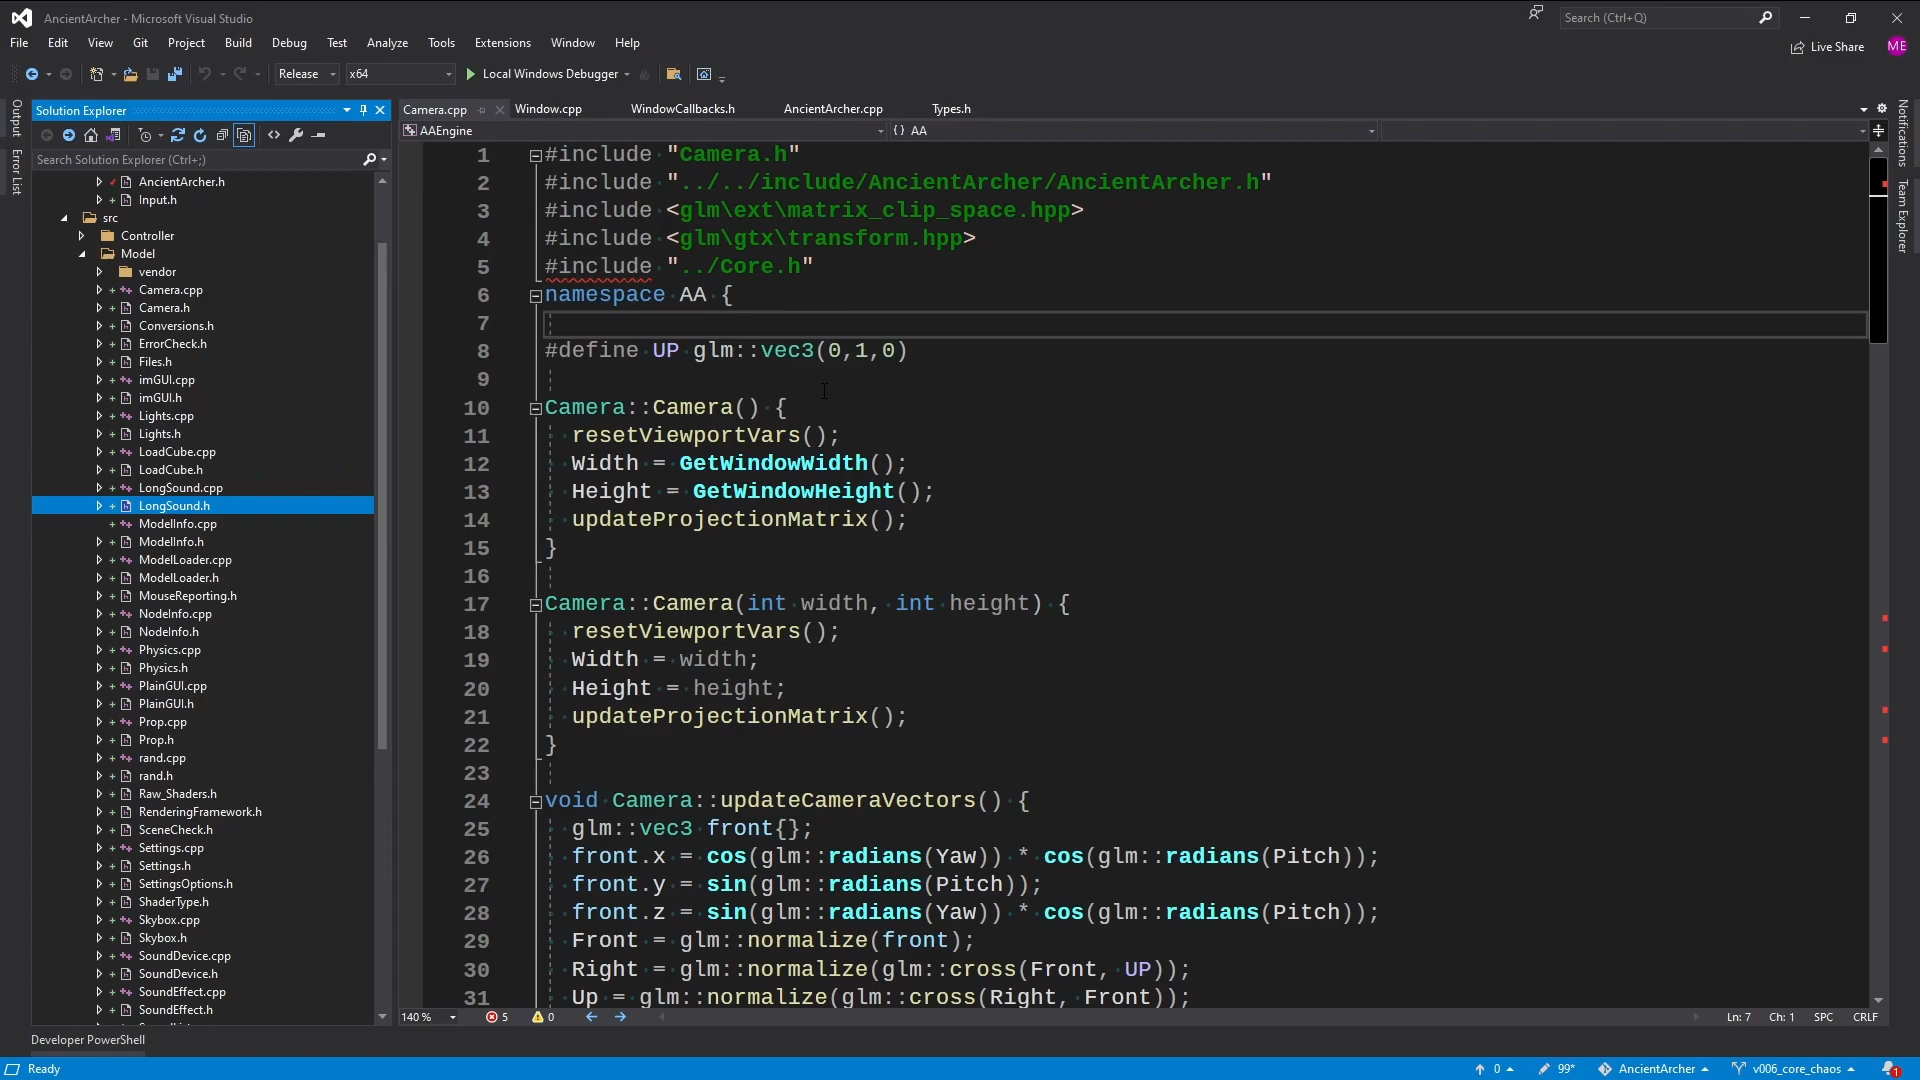 AncientArcher - Microsoft Visual Studio
Search (Ctrl+Q)
File Edit View Git Project Build Debug Test Analyze Tools Extensions Window Help
Live Share ME
Release x64 Local Windows Debugger
Output
Error List
Solution Explorer
Search Solution Explorer (Ctrl+;)
AncientArcher.h
Input.h
src
Controller
Model
vendor
Camera.cpp
Camera.h
Conversions.h
ErrorCheck.h
Files.h
imGUI.cpp
imGUI.h
Lights.cpp
Lights.h
LoadCube.cpp
LoadCube.h
LongSound.cpp
LongSound.h
ModelInfo.cpp
ModelInfo.h
ModelLoader.cpp
ModelLoader.h
MouseReporting.h
NodeInfo.cpp
NodeInfo.h
Physics.cpp
Physics.h
PlainGUI.cpp
PlainGUI.h
Prop.cpp
Prop.h
rand.cpp
rand.h
Raw_Shaders.h
RenderingFramework.h
SceneCheck.h
Settings.cpp
Settings.h
SettingsOptions.h
ShaderType.h
Skybox.cpp
Skybox.h
SoundDevice.cpp
SoundDevice.h
SoundEffect.cpp
SoundEffect.h
Camera.cpp Window.cpp WindowCallbacks.h AncientArcher.cpp Types.h
AAEngine {} AA
1 #include "Camera.h"
2 #include "../../include/AncientArcher/AncientArcher.h"
3 #include <glm\ext\matrix_clip_space.hpp>
4 #include <glm\gtx\transform.hpp>
5 #include "../Core.h"
6 namespace AA {
7
8 #define UP glm::vec3(0,1,0)
9
10 Camera::Camera() {
11 resetViewportVars();
12 Width = GetWindowWidth();
13 Height = GetWindowHeight();
14 updateProjectionMatrix();
15 }
16
17 Camera::Camera(int width, int height) {
18 resetViewportVars();
19 Width = width;
20 Height = height;
21 updateProjectionMatrix();
22 }
23
24 void Camera::updateCameraVectors() {
25 glm::vec3 front{};
26 front.x = cos(glm::radians(Yaw)) * cos(glm::radians(Pitch));
27 front.y = sin(glm::radians(Pitch));
28 front.z = sin(glm::radians(Yaw)) * cos(glm::radians(Pitch));
29 Front = glm::normalize(front);
30 Right = glm::normalize(glm::cross(Front, UP));
31 Up = glm::normalize(glm::cross(Right, Front));
140 % 5 0 Ln: 7 Ch: 1 SPC CRLF
Notifications
Team Explorer
Developer PowerShell
Ready 0 99* AncientArcher v006_core_chaos 1